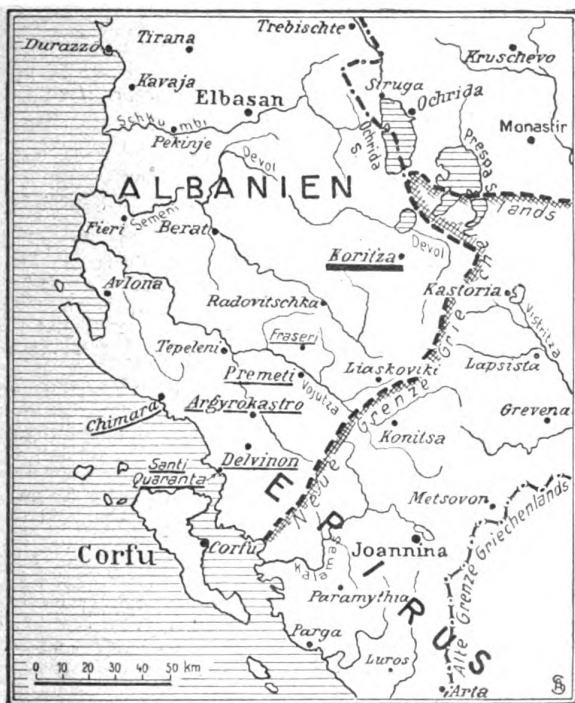 Trebischte
Durazzo
Tirana
Kruschevo
Kavaja
Struga
Elbasan
Ochrida
Schkumbi
Monastir
Pekinje
Ochrida S.
Prespa S.
Devol
ALBANIEN
lands
Semeni
Fieri
Berat
Devol
Koritza
Avlona
Kastoria
Radovitschka
Vistritza
Fraseri
Tepeleni
Liaskoviki
Lapsista
Premeti
Vojutza
Chimara
Argyrokastro
Grevena
Konitsa
Neue Grenze Griechen
Santi
Quaranta
Delvinon
Metsovon
EPIRUS
Alte Grenze Griechenlands
Corfu
Corfu
Joannina
Kalamas
Paramythia
Parga
Luros
Arta
0 10 20 30 40 50 km